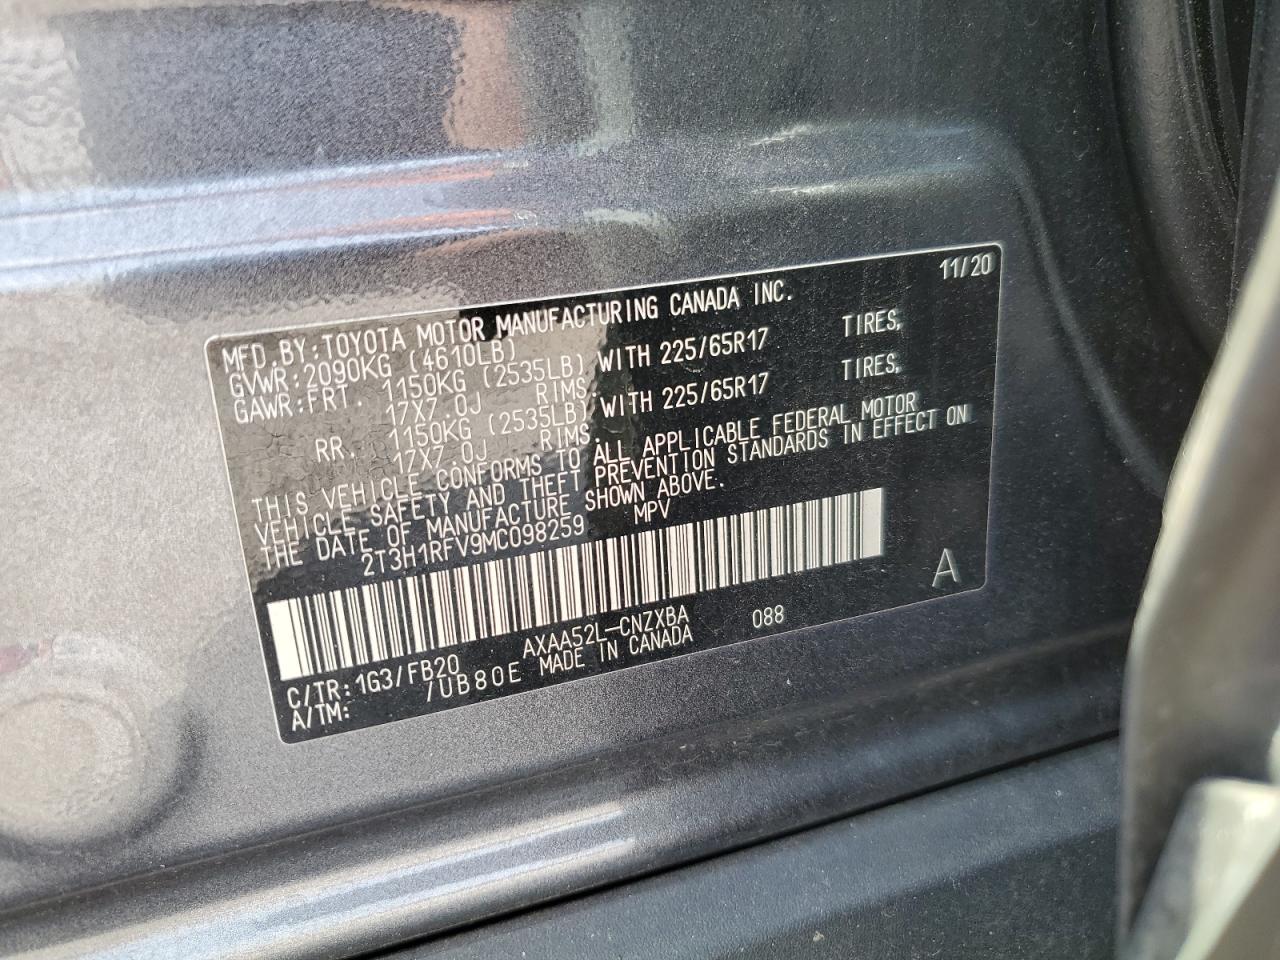 11/20
MFD.BY:TOYOTA MOTOR MANUFACTURING CANADA INC.
GVWR:2090KG (4610LB)
GAWR:FRT. 1150KG (2535LB) WITH 225/65R17 TIRES,
17X7.0J RIMS.
RR. 1150KG (2535LB) WITH 225/65R17 TIRES,
17X7.0J RIMS.
THIS VEHICLE CONFORMS TO ALL APPLICABLE FEDERAL MOTOR
VEHICLE SAFETY AND THEFT PREVENTION STANDARDS IN EFFECT ON
THE DATE OF MANUFACTURE SHOWN ABOVE.
2T3H1RFV9MC098259 MPV
A
C/TR:1G3/FB20 AXAA52L-CNZXBA 088
A/TM: /UB80E MADE IN CANADA